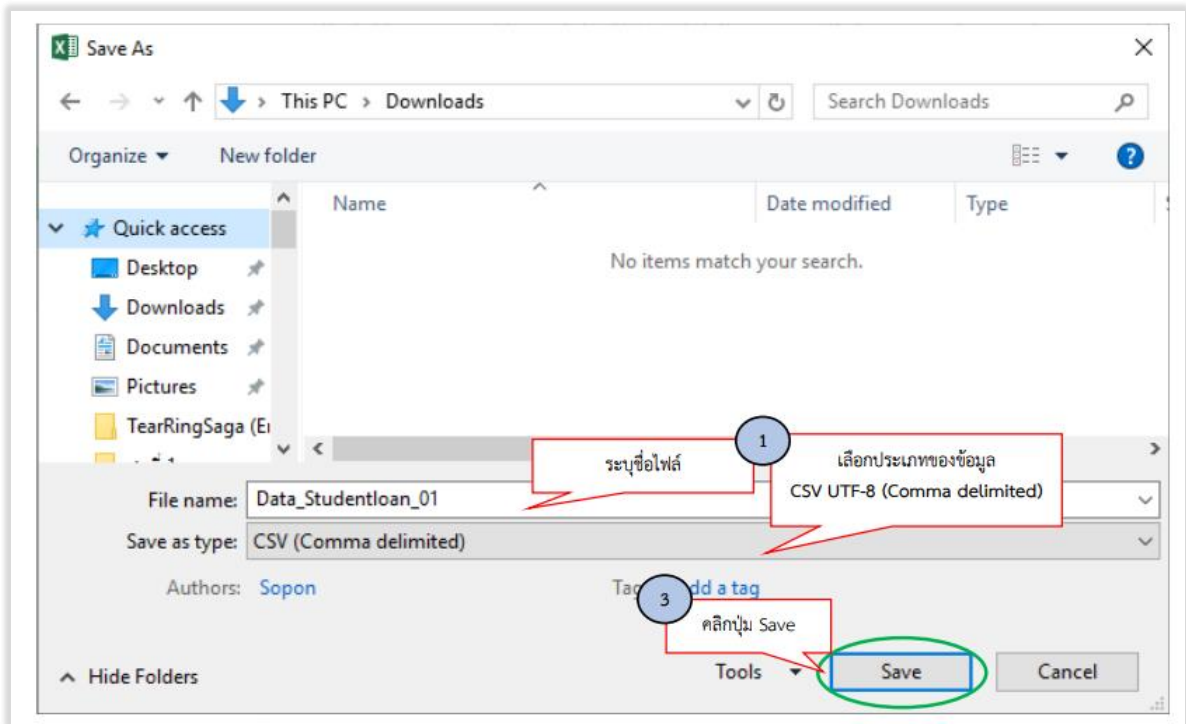 Save As
This PC > Downloads
Search Downloads
Organize
New folder
Name
Date modified
Type
Quick access
No items match your search.
Desktop
Downloads
Documents
Pictures
TearRingSaga (E
1
ระบุชื่อไฟล์
เลือกประเภทของข้อมูล
CSV UTF-8 (Comma delimited)
File name: Data_Studentloan_01
Save as type: CSV (Comma delimited)
Authors: Sopon
Tag
dd a tag
3
คลิกปุ่ม Save
Hide Folders
Tools
Save
Cancel